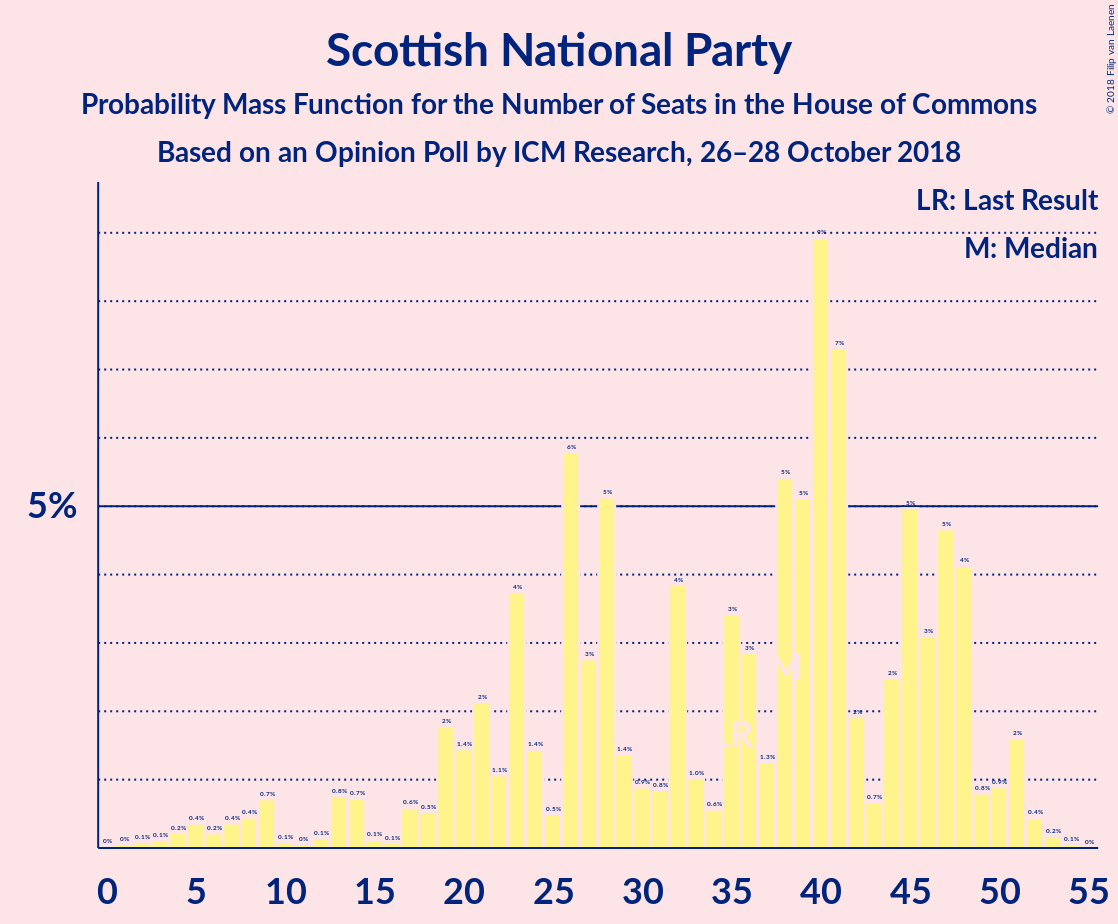 Scottish National Party
Probability Mass Function for the Number of Seats in the House of Commons
Based on an Opinion Poll by ICM Research, 26–28 October 2018
© 2018 Filip van Laenen
LR: Last Result
M: Median
5%
0% 0% 0.1% 0.1% 0.2% 0.4% 0.2% 0.4% 0.4% 0.7% 0.1% 0% 0.1% 0.8% 0.7% 0.1% 0.1% 0.6% 0.5% 2% 1.4% 2% 1.1% 4% 1.4% 0.5% 6% 3% 5% 1.4% 0.9% 0.8% 4% 1.0% 0.6% 3% 3% 1.3% 5% 5% 9% 7% 2% 0.7% 2% 5% 3% 5% 4% 0.8% 0.9% 2% 0.4% 0.2% 0.1% 0%
M
LR
0 5 10 15 20 25 30 35 40 45 50 55